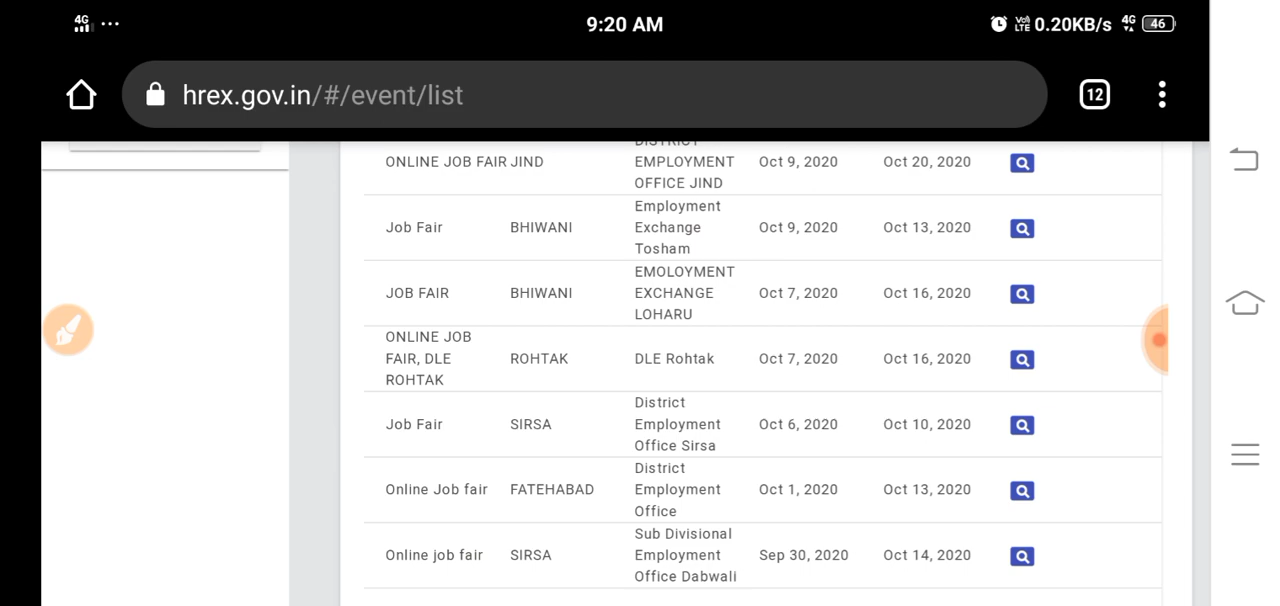 4G ... 9:20 AM Vo) LTE 0.20KB/s 4G 46
hrex.gov.in/#/event/list 12
DISTRICT
ONLINE JOB FAIR JIND EMPLOYMENT Oct 9, 2020 Oct 20, 2020
OFFICE JIND
Employment
Job Fair BHIWANI Exchange Oct 9, 2020 Oct 13, 2020
Tosham
EMOLOYMENT
JOB FAIR BHIWANI EXCHANGE Oct 7, 2020 Oct 16, 2020
LOHARU
ONLINE JOB
FAIR, DLE ROHTAK DLE Rohtak Oct 7, 2020 Oct 16, 2020
ROHTAK
District
Job Fair SIRSA Employment Oct 6, 2020 Oct 10, 2020
Office Sirsa
District
Online Job fair FATEHABAD Employment Oct 1, 2020 Oct 13, 2020
Office
Sub Divisional
Online job fair SIRSA Employment Sep 30, 2020 Oct 14, 2020
Office Dabwali